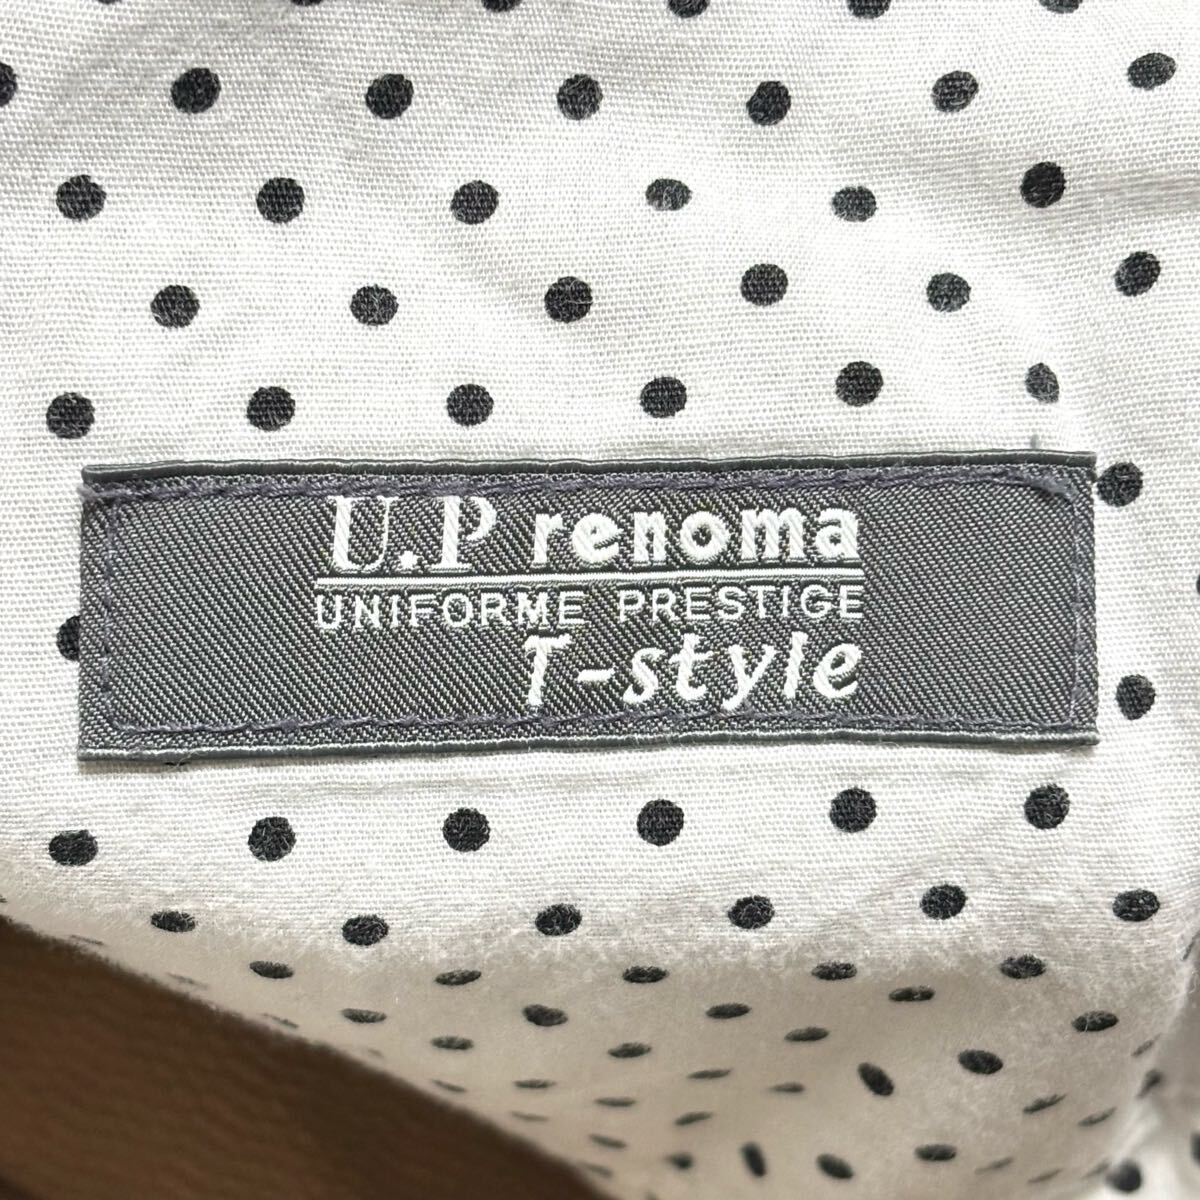 U.P renoma
UNIFORME PRESTIGE
T-style